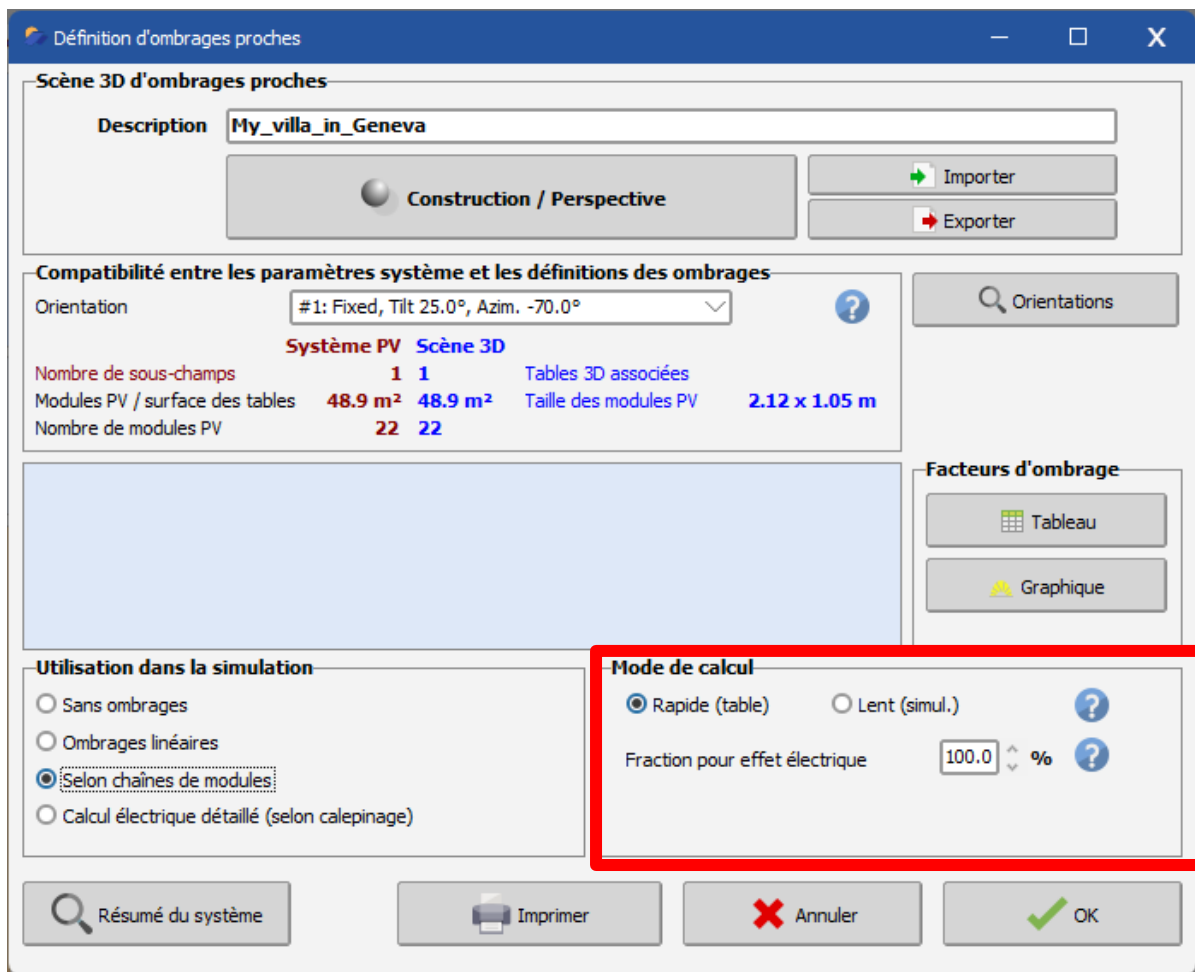 Définition d'ombrages proches
Scène 3D d'ombrages proches
Description My_villa_in_Geneva
Construction / Perspective
Importer
Exporter
Compatibilité entre les paramètres système et les définitions des ombrages
Orientation #1: Fixed, Tilt 25.0°, Azim. -70.0° ?
Orientations
Système PV Scène 3D
Nombre de sous-champs 1 1 Tables 3D associées
Modules PV / surface des tables 48.9 m² 48.9 m² Taille des modules PV 2.12 x 1.05 m
Nombre de modules PV 22 22
Facteurs d'ombrage
Tableau
Graphique
Utilisation dans la simulation
Sans ombrages
Ombrages linéaires
Selon chaînes de modules
Calcul électrique détaillé (selon calepinage)
Mode de calcul
Rapide (table) Lent (simul.) ?
Fraction pour effet électrique 100.0 % ?
Résumé du système Imprimer Annuler OK